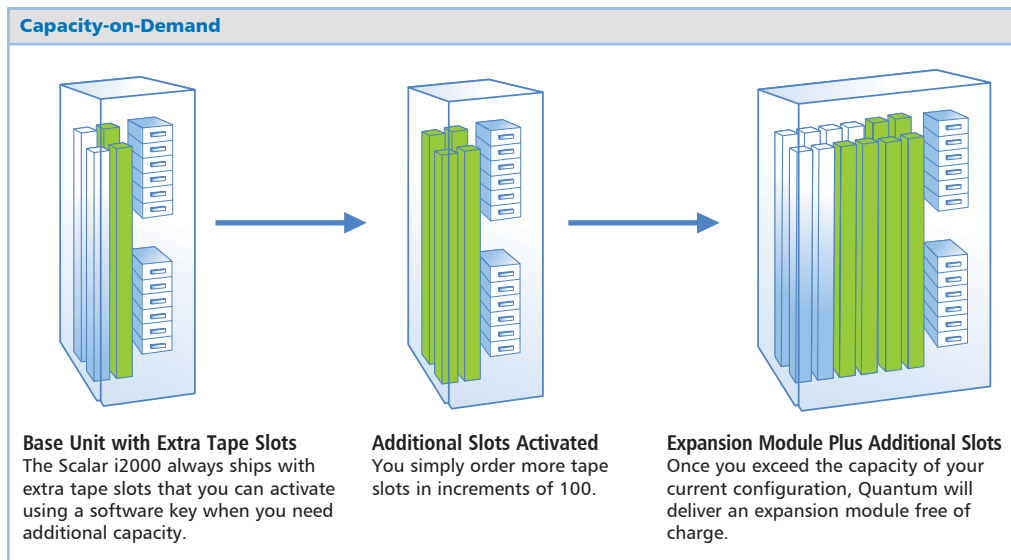 Capacity-on-Demand
Base Unit with Extra Tape Slots
The Scalar i2000 always ships with
extra tape slots that you can activate
using a software key when you need
additional capacity.
Additional Slots Activated
You simply order more tape
slots in increments of 100.
Expansion Module Plus Additional Slots
Once you exceed the capacity of your
current configuration, Quantum will
deliver an expansion module free of
charge.